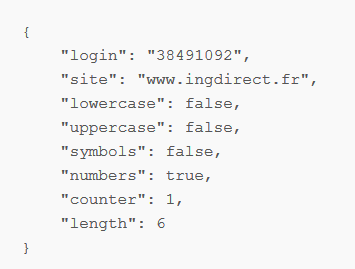 {
    "login": "38491092",
    "site": "www.ingdirect.fr",
    "lowercase": false,
    "uppercase": false,
    "symbols": false,
    "numbers": true,
    "counter": 1,
    "length": 6
}